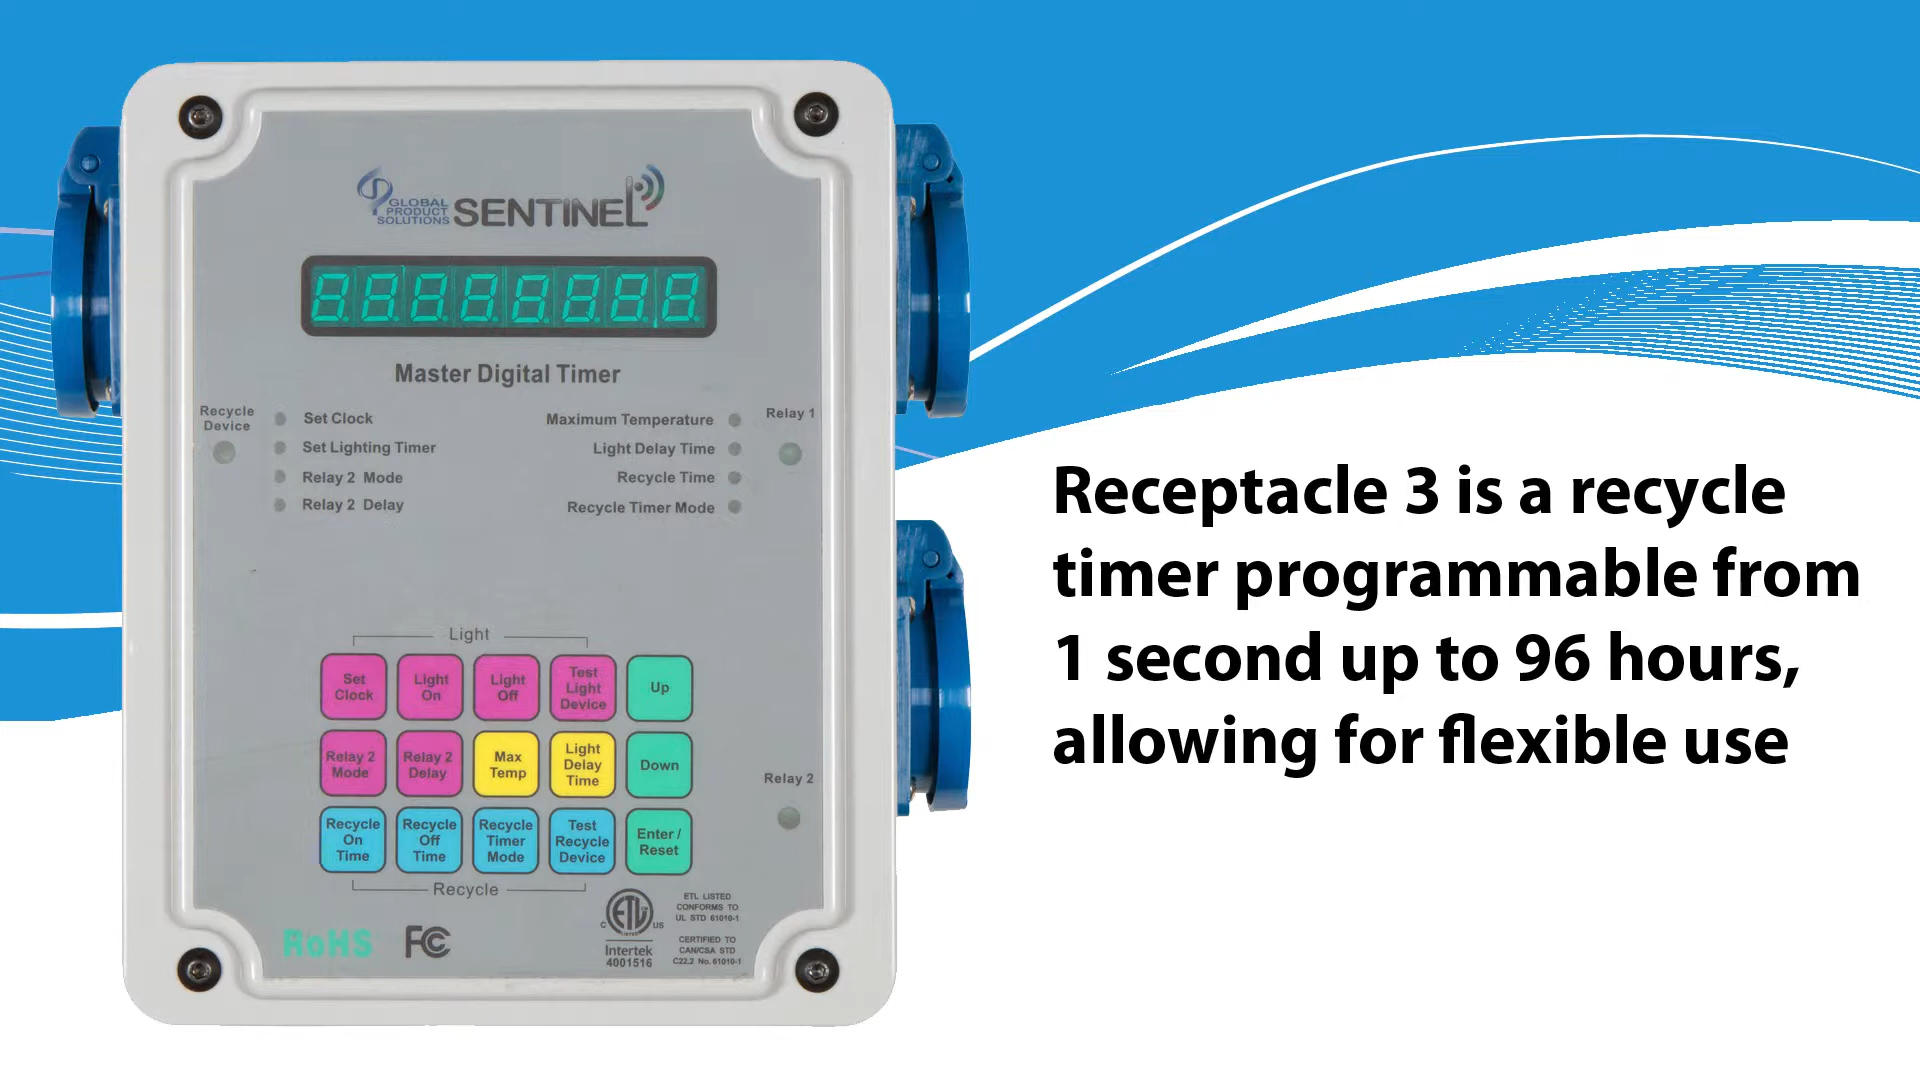 GLOBAL
PRODUCT
SOLUTIONS
SENTINEL
Master Digital Timer
Recycle
Device
Set Clock
Set Lighting Timer
Relay 2 Mode
Relay 2 Delay
Maximum Temperature
Light Delay Time
Recycle Time
Recycle Timer Mode
Relay 1
Light
Set
Clock
Light
On
Light
Off
Test
Light
Device
Up
Relay 2
Mode
Relay 2
Delay
Max
Temp
Light
Delay
Time
Down
Recycle
On
Time
Recycle
Off
Time
Recycle
Timer
Mode
Test
Recycle
Device
Enter /
Reset
Recycle
Relay 2
RoHS
FC
C
ETL
LISTED
US
Intertek
4001516
ETL LISTED
CONFORMS TO
UL STD 61010-1
CERTIFIED TO
CAN/CSA STD
C22.2 No. 61010-1
Receptacle 3 is a recycle
timer programmable from
1 second up to 96 hours,
allowing for flexible use